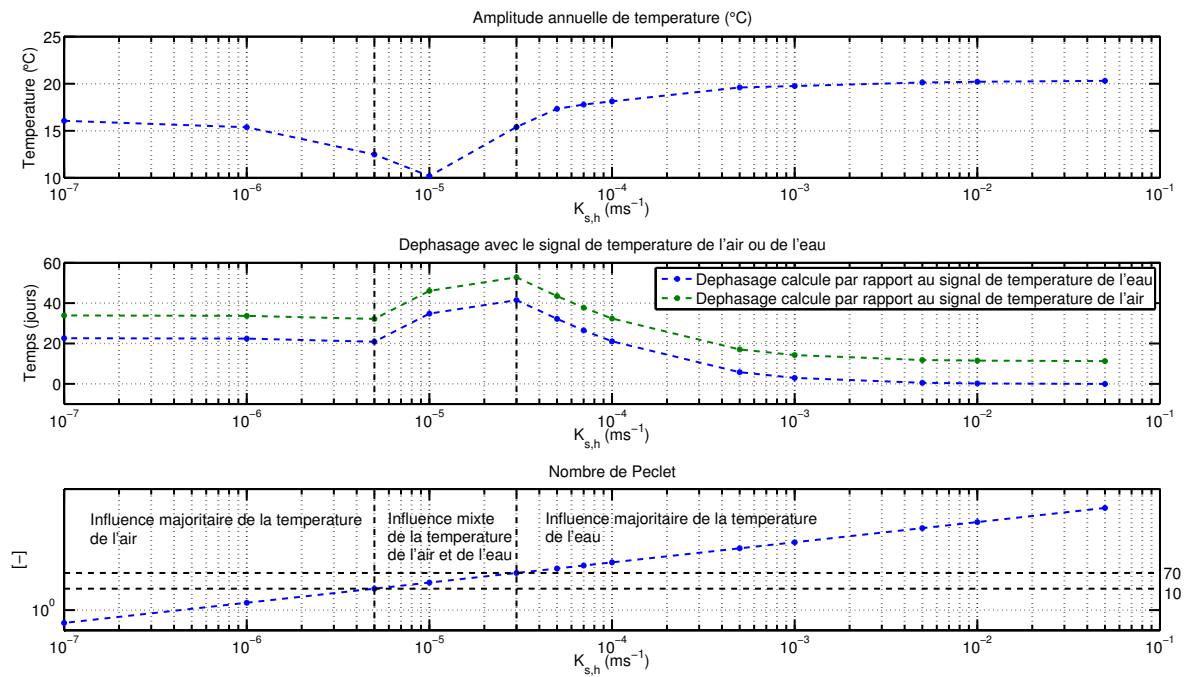 Amplitude annuelle de temperature (°C)
25
20
15
10
Temperature (°C)
10⁻⁷ 10⁻⁶ 10⁻⁵ 10⁻⁴ 10⁻³ 10⁻² 10⁻¹
K_{s,h} (ms⁻¹)
Dephasage avec le signal de temperature de l'air ou de l'eau
60
40
20
0
Temps (jours)
Dephasage calcule par rapport au signal de temperature de l'eau
Dephasage calcule par rapport au signal de temperature de l'air
10⁻⁷ 10⁻⁶ 10⁻⁵ 10⁻⁴ 10⁻³ 10⁻² 10⁻¹
K_{s,h} (ms⁻¹)
Nombre de Peclet
[−]
10⁰
Influence majoritaire de la temperature
de l'air
Influence mixte
de la temperature
de l'air et de l'eau
Influence majoritaire de la temperature
de l'eau
70
10
10⁻⁷ 10⁻⁶ 10⁻⁵ 10⁻⁴ 10⁻³ 10⁻² 10⁻¹
K_{s,h} (ms⁻¹)